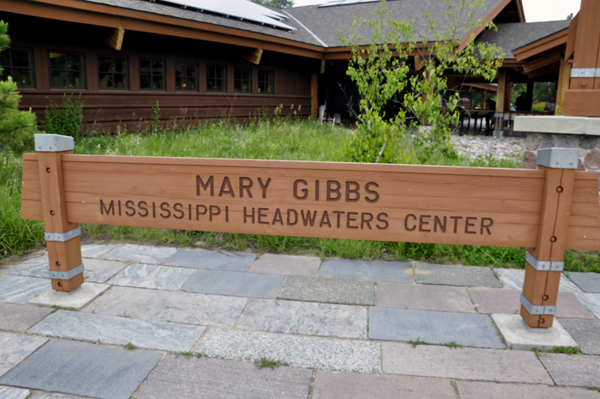 MARY GIBBS
MISSISSIPPI HEADWATERS CENTER